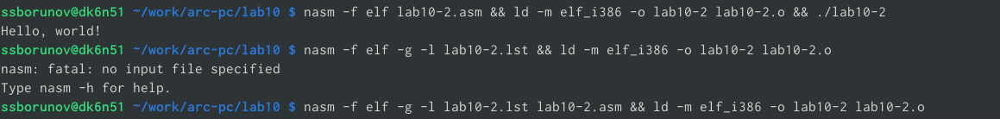 ssborunov@dk6n51 ~/work/arc-pc/lab10 $ nasm -f elf lab10-2.asm && ld -m elf_i386 -o lab10-2 lab10-2.o && ./lab10-2
Hello, world!
ssborunov@dk6n51 ~/work/arc-pc/lab10 $ nasm -f elf -g -l lab10-2.lst && ld -m elf_i386 -o lab10-2 lab10-2.o
nasm: fatal: no input file specified
Type nasm -h for help.
ssborunov@dk6n51 ~/work/arc-pc/lab10 $ nasm -f elf -g -l lab10-2.lst lab10-2.asm && ld -m elf_i386 -o lab10-2 lab10-2.o